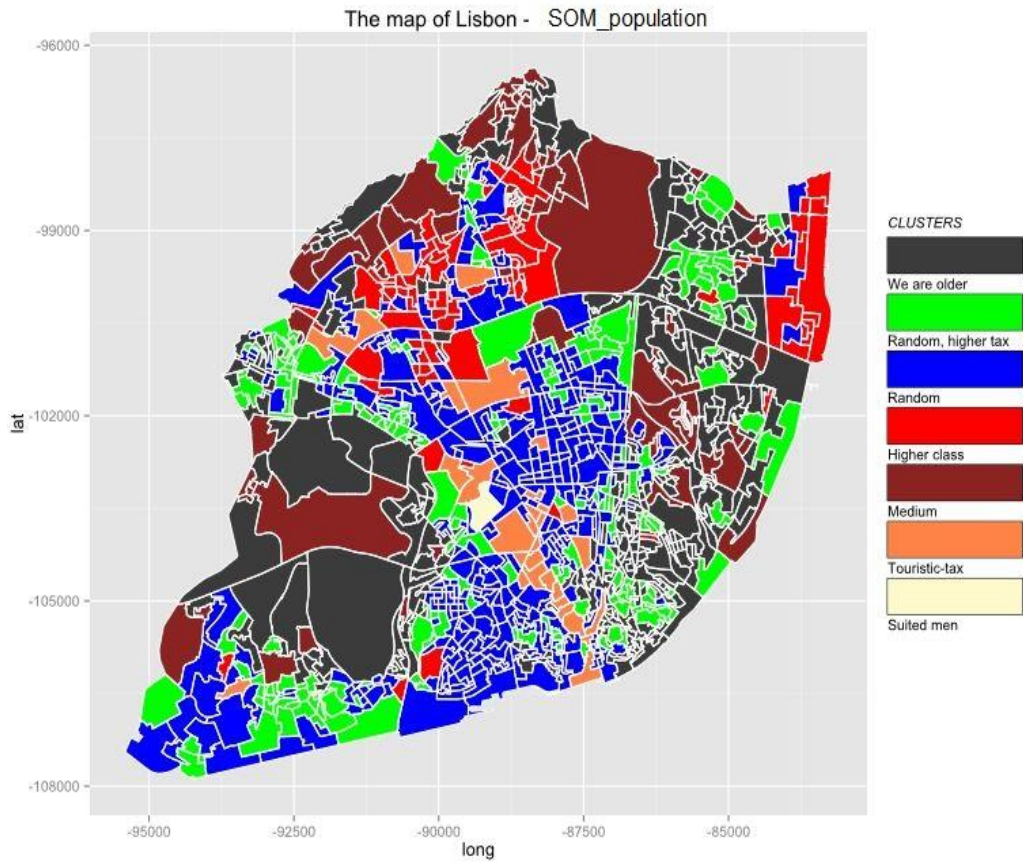 The map of Lisbon - SOM_population
lat
-96000
-99000
-102000
-105000
-108000
-95000
-92500
-90000
-87500
-85000
long
CLUSTERS
We are older
Random, higher tax
Random
Higher class
Medium
Touristic-tax
Suited men